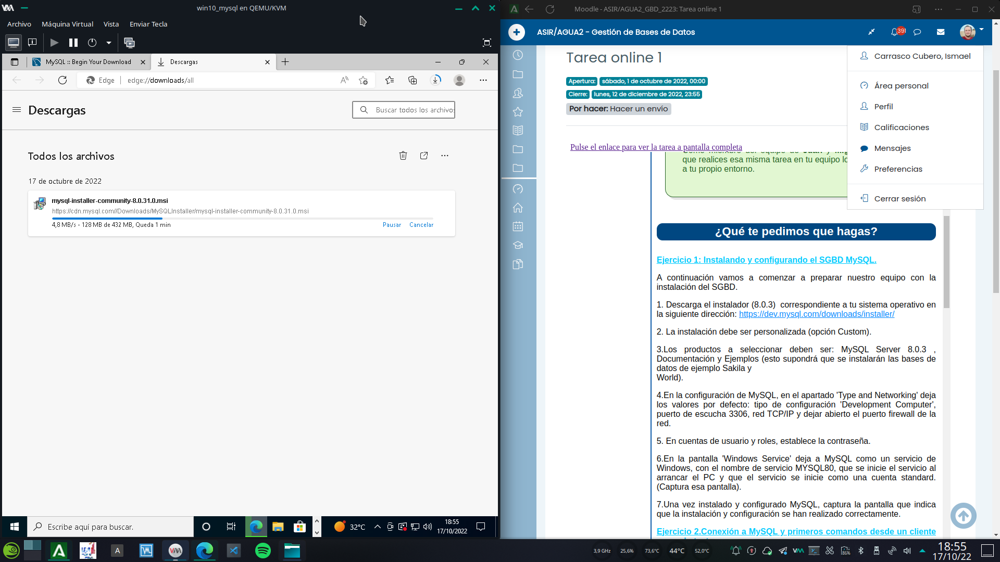 win10_mysql en QEMU/KVM
Archivo Máquina Virtual Vista Enviar Tecla
MySQL :: Begin Your Download
Descargas
Edge
edge://downloads/all
Descargas
Buscar todos los archivos
Todos los archivos
17 de octubre de 2022
mysql-installer-community-8.0.31.0.msi
https://cdn.mysql.com//Downloads/MySQLInstaller/mysql-installer-community-8.0.31.0.msi
4,8 MB/s - 128 MB de 432 MB, Queda 1 min
Pausar Cancelar
Escribe aquí para buscar.
32°C
18:55
17/10/2022
Moodle - ASIR/AGUA2_GBD_2223: Tarea online 1
ASIR/AGUA2 - Gestión de Bases de Datos
391
Tarea online 1
Apertura: sábado, 1 de octubre de 2022, 00:00
Cierre: lunes, 12 de diciembre de 2022, 23:55
Por hacer: Hacer un envío
Carrasco Cubero, Ismael
Área personal
Perfil
Calificaciones
Mensajes
Preferencias
Cerrar sesión
Pulse el enlace para ver la tarea a pantalla completa
que realices esa misma tarea en tu equipo
a tu propio entorno.
¿Qué te pedimos que hagas?
Ejercicio 1: Instalando y configurando el SGBD MySQL.
A continuación vamos a comenzar a preparar nuestro equipo con la
instalación del SGBD.
1. Descarga el instalador (8.0.3) correspondiente a tu sistema operativo en
la siguiente dirección: https://dev.mysql.com/downloads/installer/
2. La instalación debe ser personalizada (opción Custom).
3.Los productos a seleccionar deben ser: MySQL Server 8.0.3 ,
Documentación y Ejemplos (esto supondrá que se instalarán las bases de
datos de ejemplo Sakila y
World).
4.En la configuración de MySQL, en el apartado 'Type and Networking' deja
los valores por defecto: tipo de configuración 'Development Computer',
puerto de escucha 3306, red TCP/IP y dejar abierto el puerto firewall de la
red.
5. En cuentas de usuario y roles, establece la contraseña.
6.En la pantalla 'Windows Service' deja a MySQL como un servicio de
Windows, con el nombre de servicio MYSQL80, que se inicie el servicio al
arrancar el PC y que el servicio se inicie como una cuenta standard.
(Captura esa pantalla).
7.Una vez instalado y configurado MySQL, captura la pantalla que indica
que la instalación y configuración se han realizado correctamente.
Ejercicio 2.Conexión a MySQL y primeros comandos desde un cliente
3,9 GHz
25,6%
73,6°C
44°C
52,0°C
86%
18:55
17/10/22